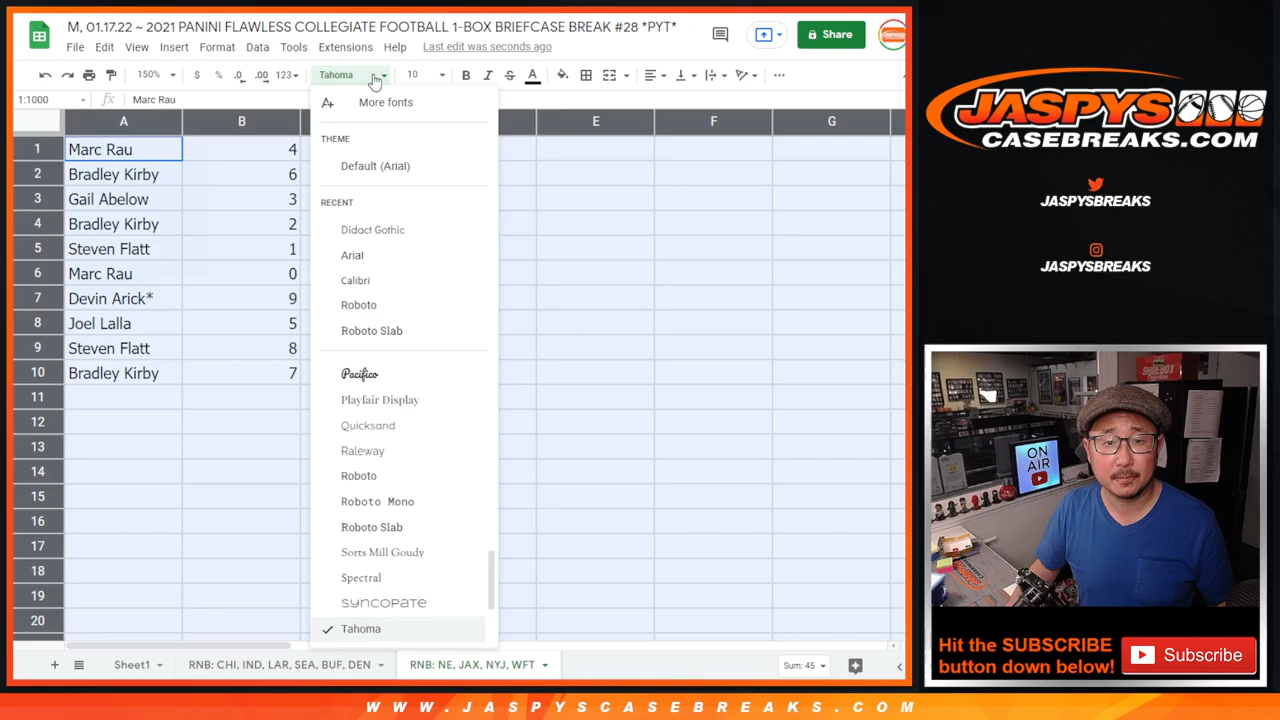 M, 01.17.22 ~ 2021 PANINI FLAWLESS COLLEGIATE FOOTBALL 1-BOX BRIEFCASE BREAK #28 *PYT*
File Edit View Insert Format Data Tools Extensions Help Last edit was seconds ago
Share
150% $ % .0 .00 123 Tahoma 10 B I S A
1:1000 fx Marc Rau
A B E F G
1 Marc Rau 4
2 Bradley Kirby 6
3 Gail Abelow 3
4 Bradley Kirby 2
5 Steven Flatt 1
6 Marc Rau 0
7 Devin Arick* 9
8 Joel Lalla 5
9 Steven Flatt 8
10 Bradley Kirby 7
11
12
13
14
15
16
17
18
19
20
More fonts
THEME
Default (Arial)
RECENT
Didact Gothic
Arial
Calibri
Roboto
Roboto Slab
Pacifico
Playfair Display
Quicksand
Raleway
Roboto
Roboto Mono
Roboto Slab
Sorts Mill Goudy
Spectral
Syncopate
Tahoma
Sheet1 RNB: CHI, IND, LAR, SEA, BUF, DEN RNB: NE, JAX, NYJ, WFT Sum: 45
JASPYS
CASEBREAKS.COM
JASPYSBREAKS
JASPYSBREAKS
SHOEBOX
ON
AIR
Hit the SUBSCRIBE
button down below!
Subscribe
WWW.JASPYSCASEBREAKS.COM